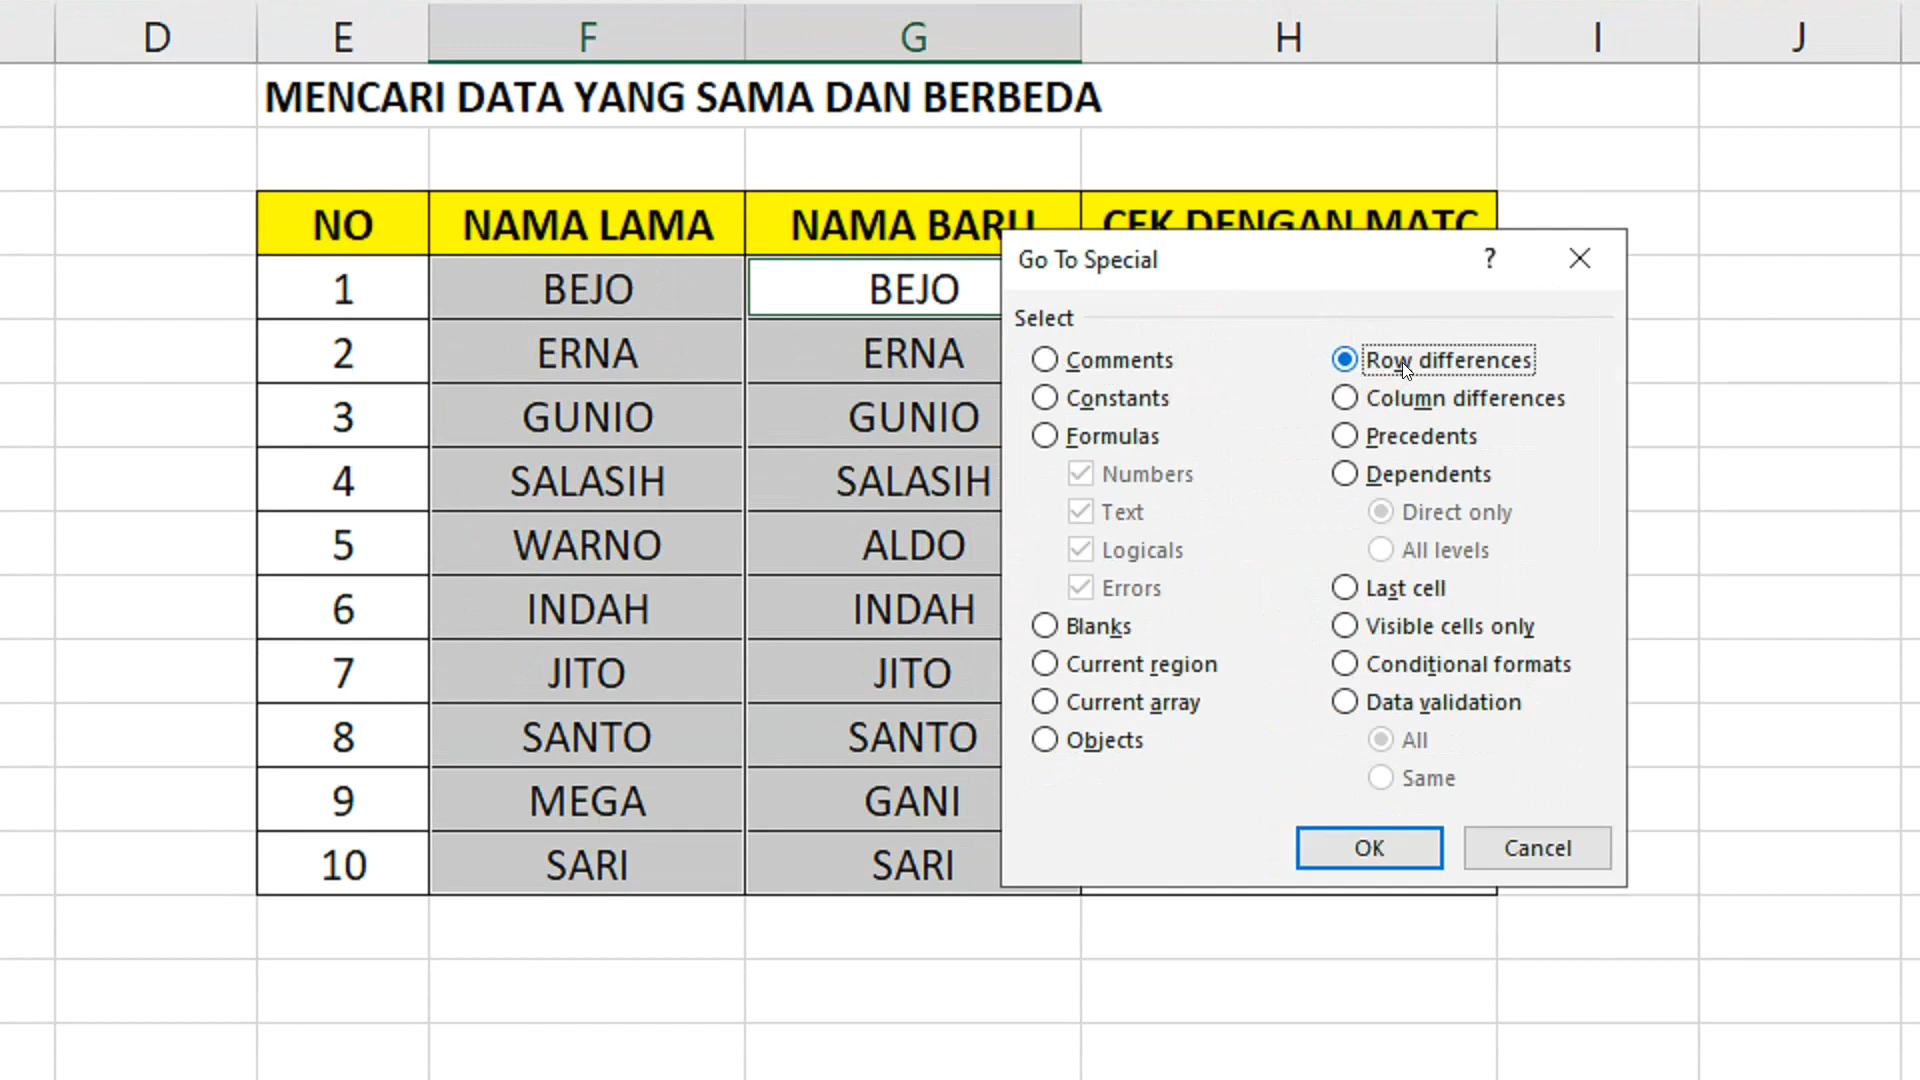 D E F G H I J
MENCARI DATA YANG SAMA DAN BERBEDA
NO NAMA LAMA NAMA BARU CEK DENGAN MATC
1 BEJO BEJO
2 ERNA ERNA
3 GUNIO GUNIO
4 SALASIH SALASIH
5 WARNO ALDO
6 INDAH INDAH
7 JITO JITO
8 SANTO SANTO
9 MEGA GANI
10 SARI SARI
Go To Special ?
Select
Comments
Constants
Formulas
Numbers
Text
Logicals
Errors
Blanks
Current region
Current array
Objects
Row differences
Column differences
Precedents
Dependents
Direct only
All levels
Last cell
Visible cells only
Conditional formats
Data validation
All
Same
OK Cancel